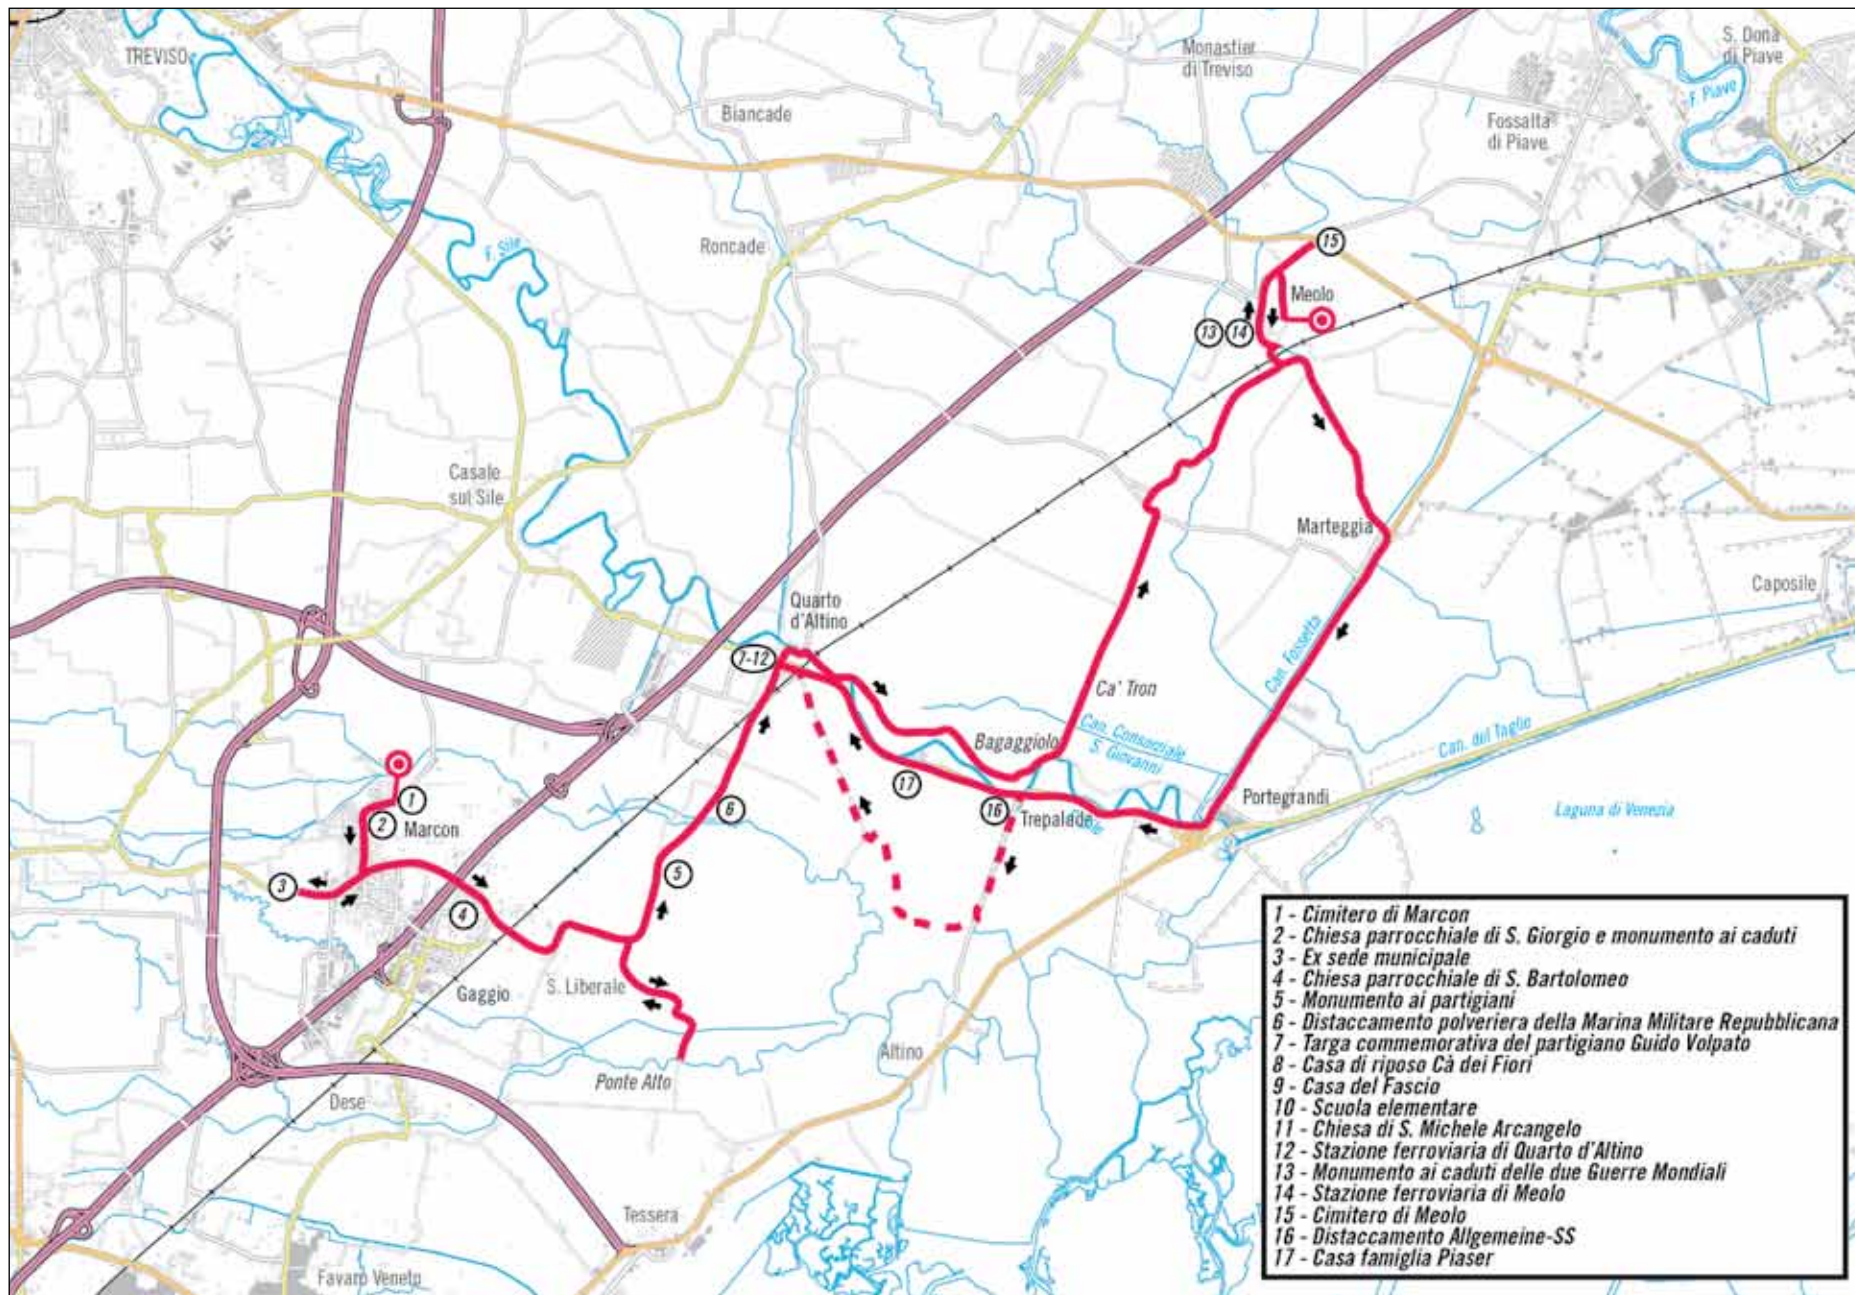 TREVISO
Monastier
di Treviso
S. Donà
di Piave
F. Piave
Biancade
Fossalta
di Piave
F. Sile
Roncade
15
Meolo
13
14
Casale
sul Sile
Marteggia
Caposile
Quarto
d'Altino
7-12
Can. Fossetta
Ca' Tron
Can. Consorziale
S. Giovanni
Can. del Taglio
Bagaggiolo
1
2
Marcon
17
16
Trepalade
Portegrandi
Laguna di Venezia
6
5
3
4
Gaggio
S. Liberale
Altino
Ponte Alto
Dese
Tessera
Favaro Veneto
1 - Cimitero di Marcon
2 - Chiesa parrocchiale di S. Giorgio e monumento ai caduti
3 - Ex sede municipale
4 - Chiesa parrocchiale di S. Bartolomeo
5 - Monumento ai partigiani
6 - Distaccamento polveriera della Marina Militare Repubblicana
7 - Targa commemorativa del partigiano Guido Volpato
8 - Casa di riposo Cà dei Fiori
9 - Casa del Fascio
10 - Scuola elementare
11 - Chiesa di S. Michele Arcangelo
12 - Stazione ferroviaria di Quarto d'Altino
13 - Monumento ai caduti delle due Guerre Mondiali
14 - Stazione ferroviaria di Meolo
15 - Cimitero di Meolo
16 - Distaccamento Allgemeine-SS
17 - Casa famiglia Piaser